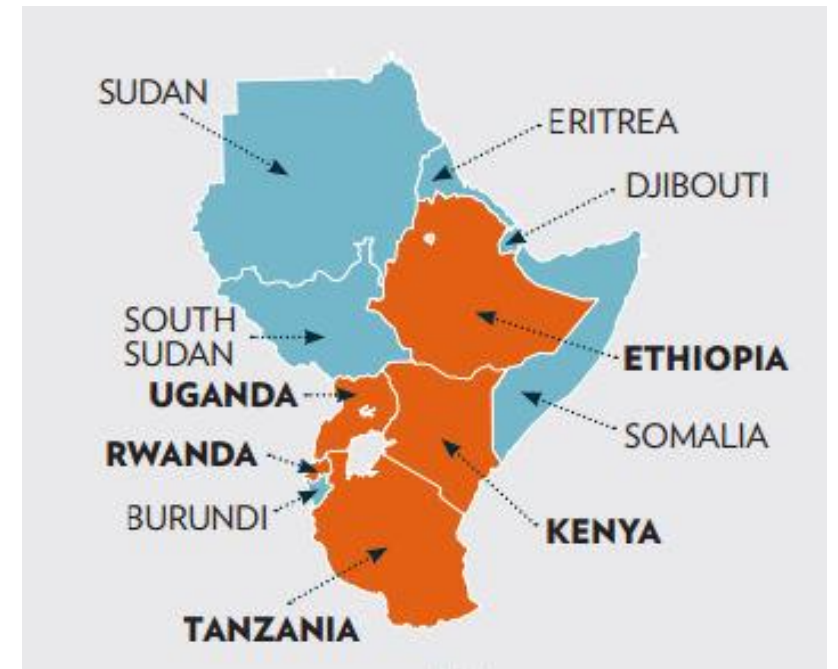 SUDAN
ERITREA
DJIBOUTI
SOUTH
SUDAN
ETHIOPIA
UGANDA
SOMALIA
RWANDA
BURUNDI
KENYA
TANZANIA